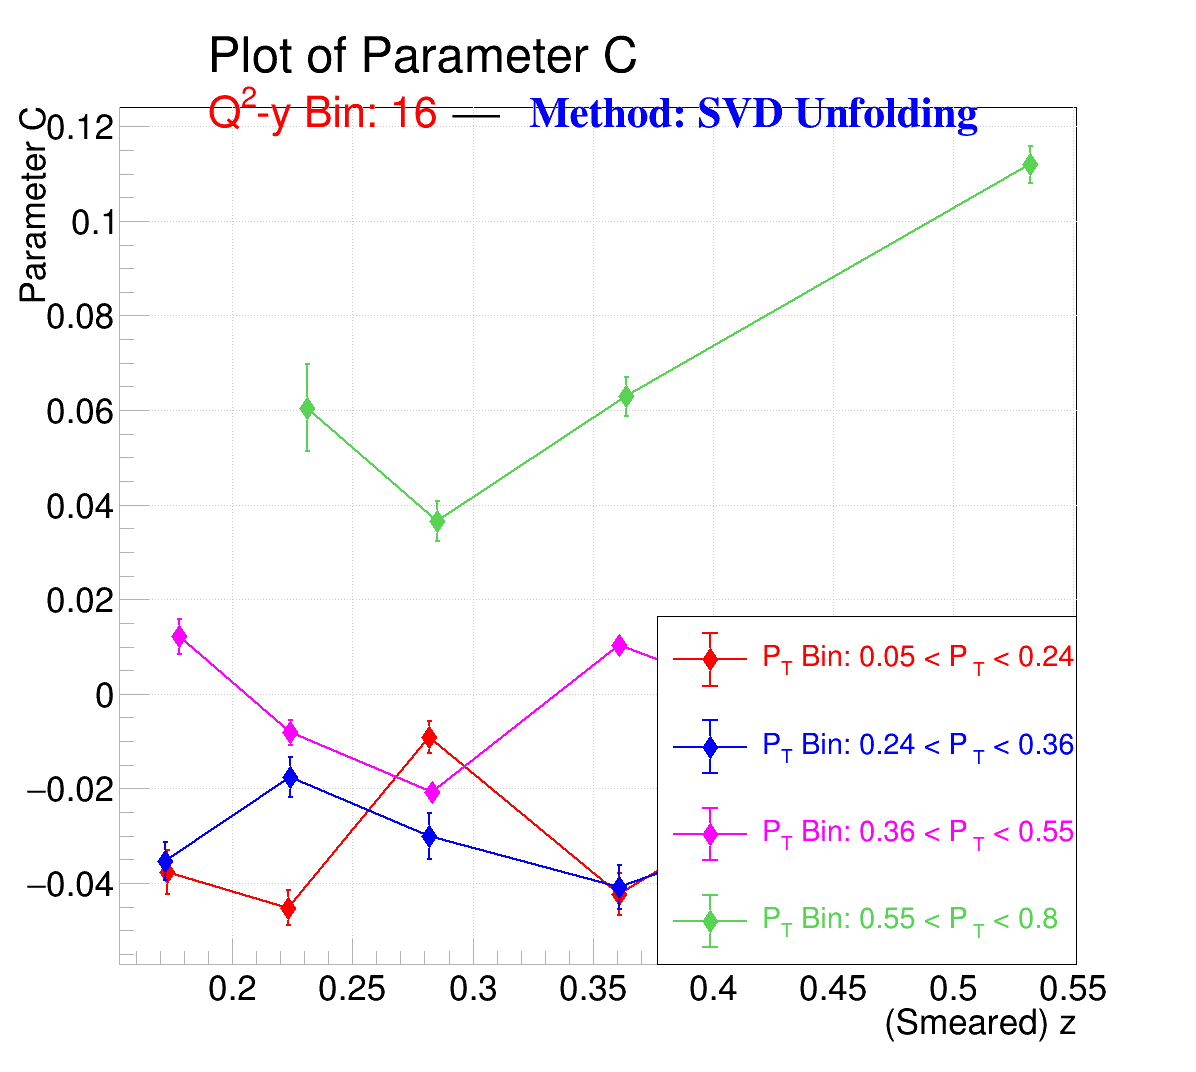 Plot of Parameter C
Q2-y Bin: 16 — Method: SVD Unfolding
Parameter C
0.12
0.1
0.08
0.06
0.04
0.02
0
−0.02
−0.04
PT Bin: 0.05 < PT < 0.24
PT Bin: 0.24 < PT < 0.36
PT Bin: 0.36 < PT < 0.55
PT Bin: 0.55 < PT < 0.8
0.2 0.25 0.3 0.35 0.4 0.45 0.5 0.55
(Smeared) z